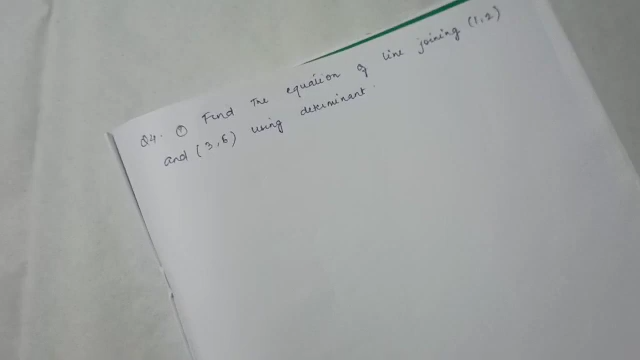 Q4. ① Find The equation of line joining (1,2)
and (3,6) using determinant.